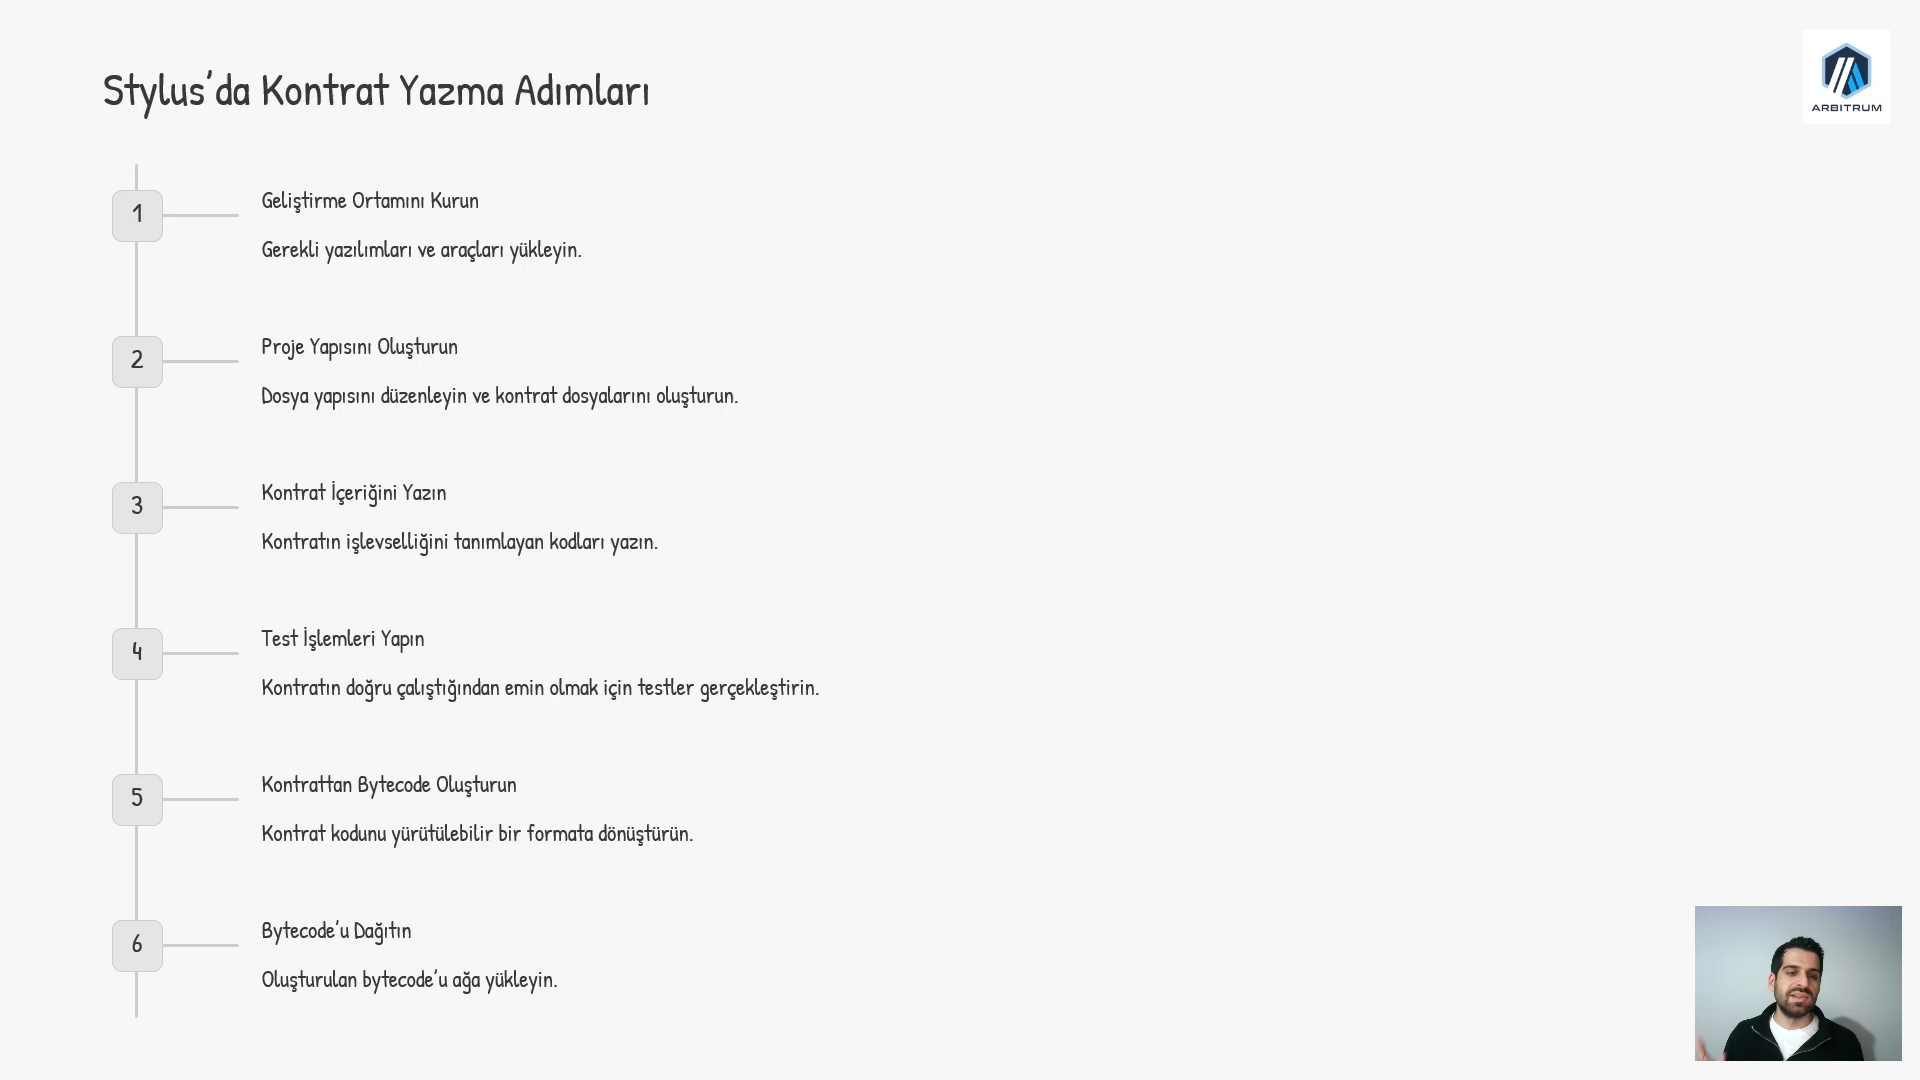 Stylus'da Kontrat Yazma Adımları
ARBITRUM
1
Geliştirme Ortamını Kurun
Gerekli yazılımları ve araçları yükleyin.
2
Proje Yapısını Oluşturun
Dosya yapısını düzenleyin ve kontrat dosyalarını oluşturun.
3
Kontrat İçeriğini Yazın
Kontratın işlevselliğini tanımlayan kodları yazın.
4
Test İşlemleri Yapın
Kontratın doğru çalıştığından emin olmak için testler gerçekleştirin.
5
Kontrattan Bytecode Oluşturun
Kontrat kodunu yürütülebilir bir formata dönüştürün.
6
Bytecode'u Dağıtın
Oluşturulan bytecode'u ağa yükleyin.